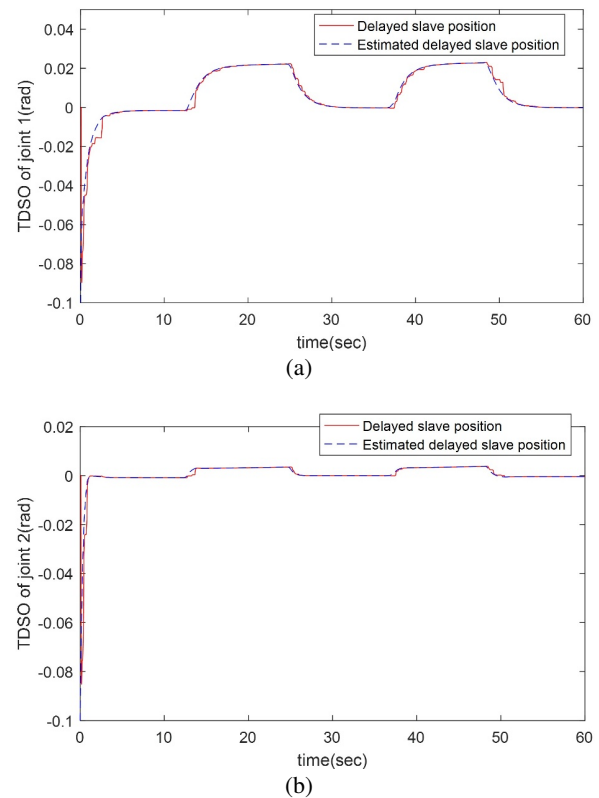 Delayed slave position
Estimated delayed slave position
0.04
0.02
0
-0.02
-0.04
-0.06
-0.08
-0.1
TDSO of joint 1(rad)
0
10
20
30
40
50
60
time(sec)
(a)
Delayed slave position
Estimated delayed slave position
0.02
0
-0.02
-0.04
-0.06
-0.08
-0.1
TDSO of joint 2(rad)
0
10
20
30
40
50
60
time(sec)
(b)